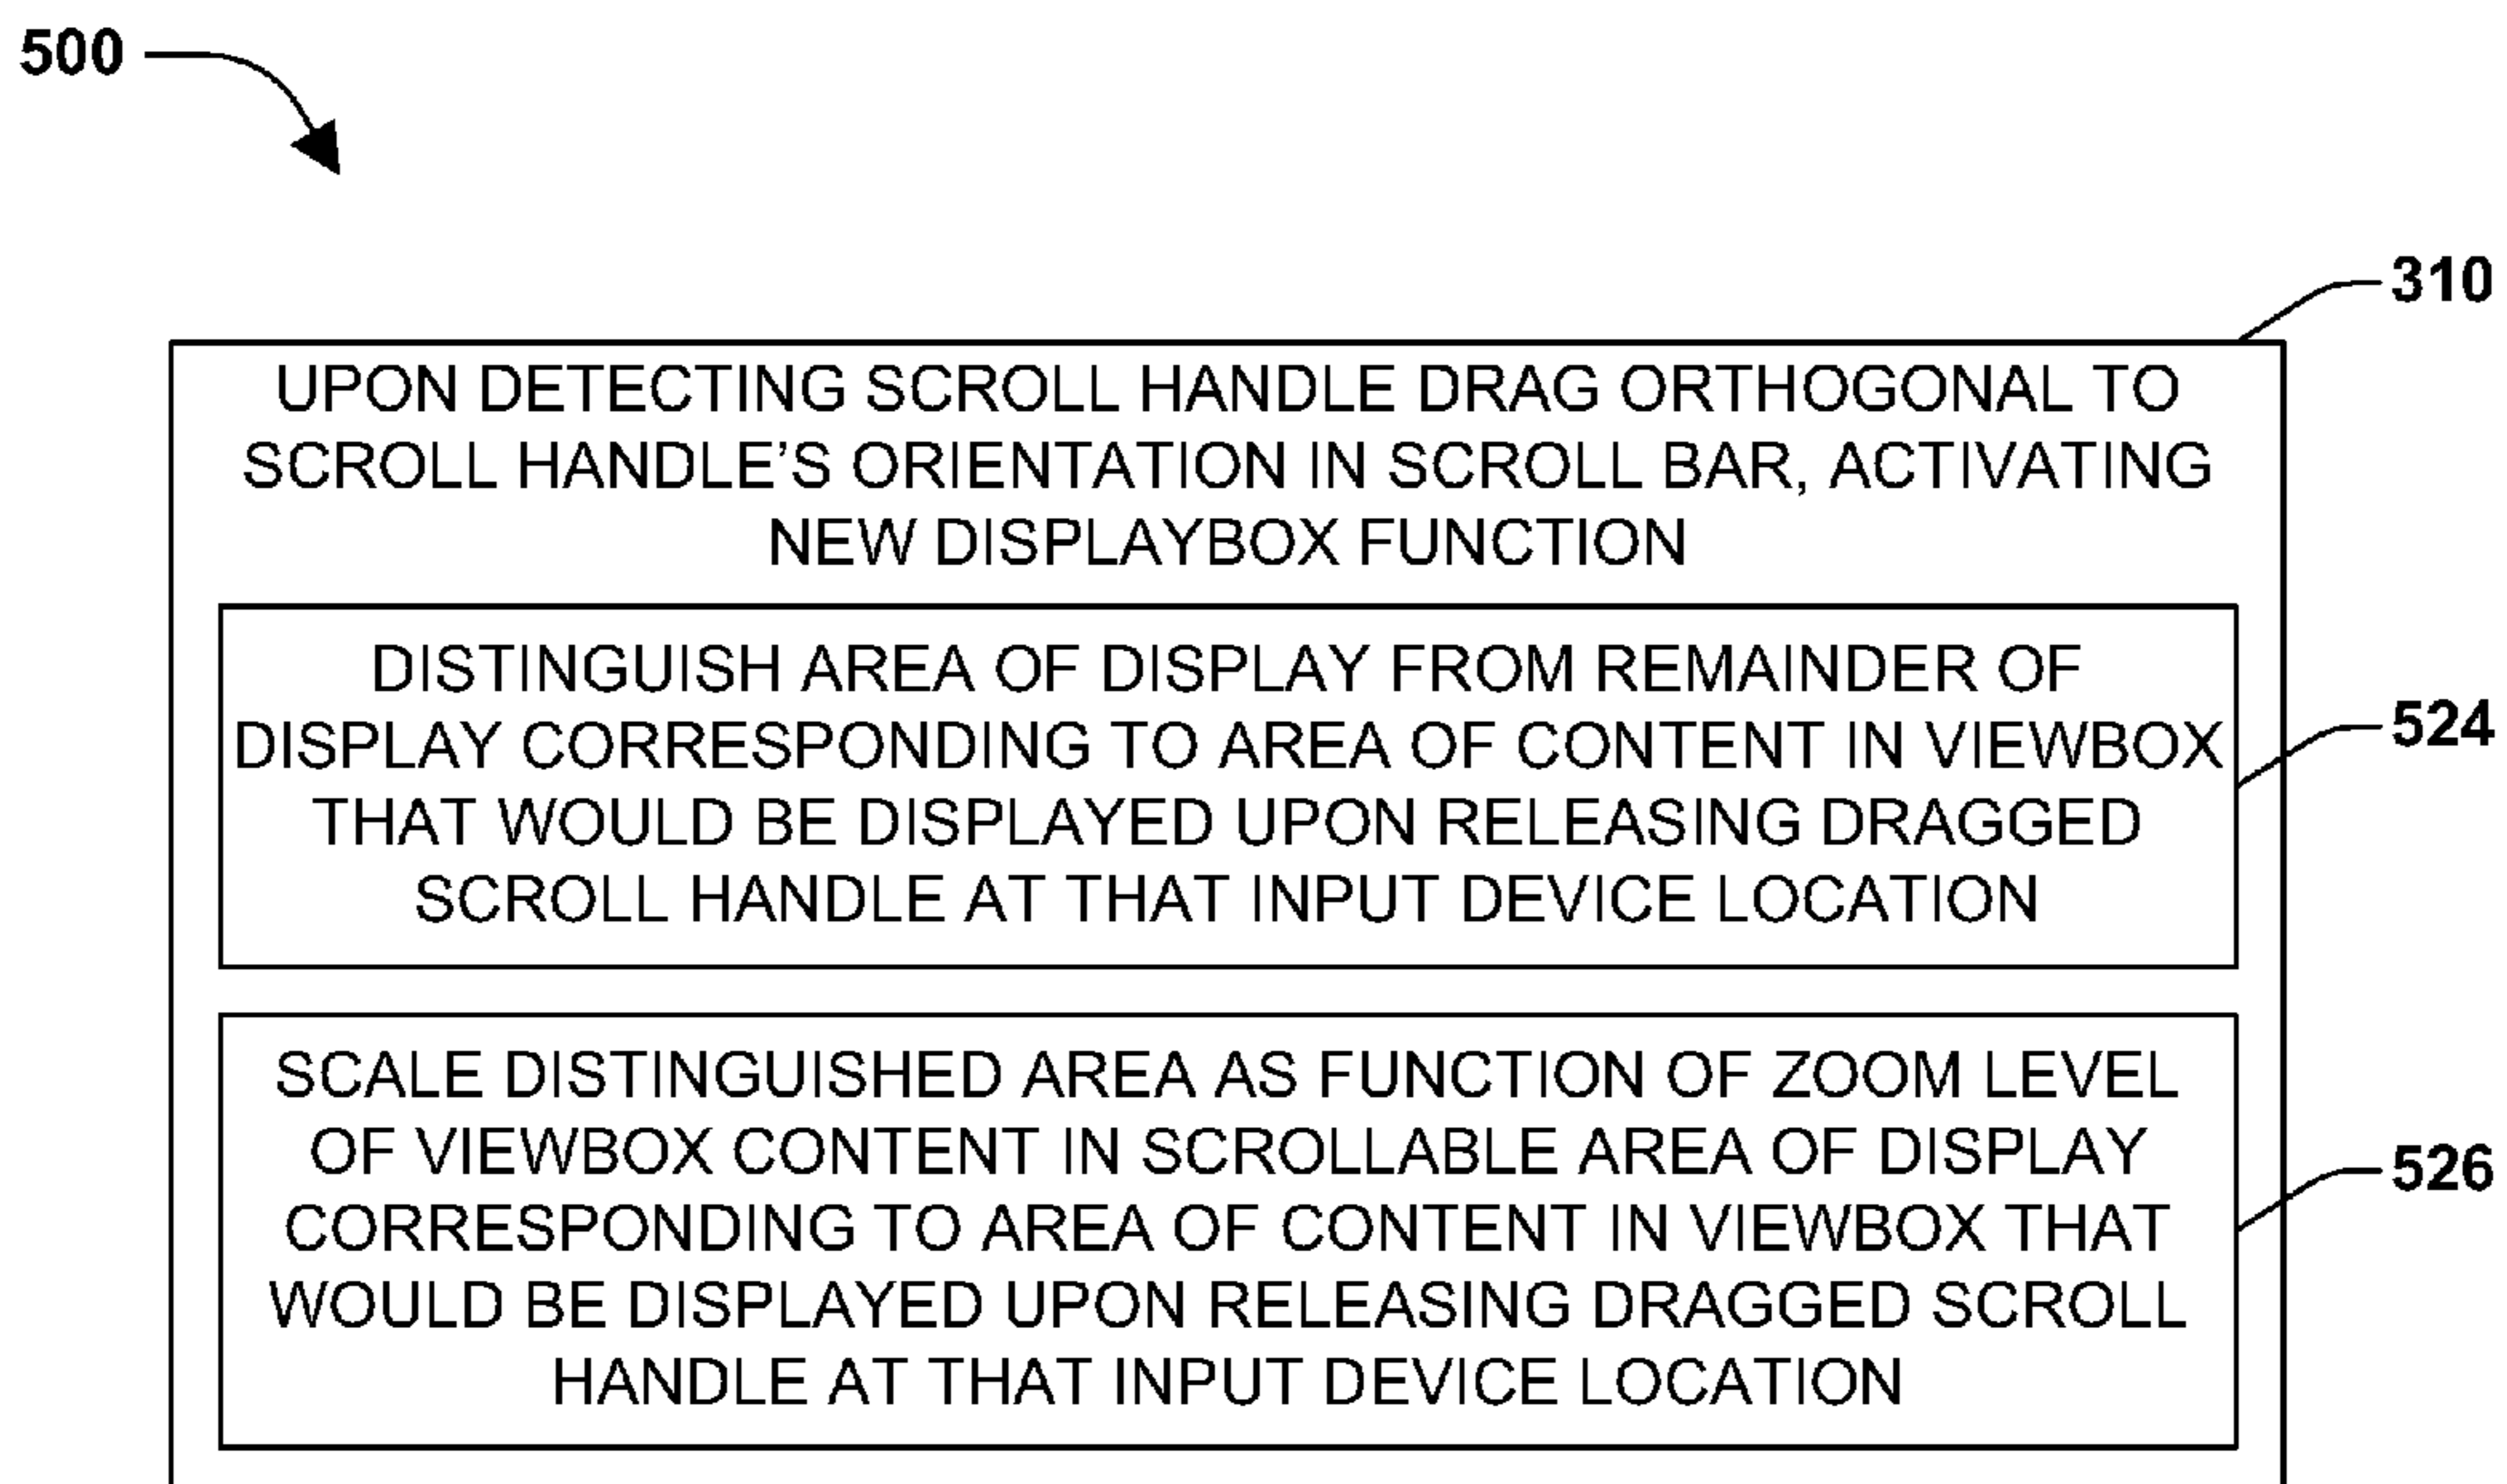 500
310
UPON DETECTING SCROLL HANDLE DRAG ORTHOGONAL TO
SCROLL HANDLE’S ORIENTATION IN SCROLL BAR, ACTIVATING
NEW DISPLAYBOX FUNCTION
DISTINGUISH AREA OF DISPLAY FROM REMAINDER OF
DISPLAY CORRESPONDING TO AREA OF CONTENT IN VIEWBOX
THAT WOULD BE DISPLAYED UPON RELEASING DRAGGED
SCROLL HANDLE AT THAT INPUT DEVICE LOCATION
524
SCALE DISTINGUISHED AREA AS FUNCTION OF ZOOM LEVEL
OF VIEWBOX CONTENT IN SCROLLABLE AREA OF DISPLAY
CORRESPONDING TO AREA OF CONTENT IN VIEWBOX THAT
WOULD BE DISPLAYED UPON RELEASING DRAGGED SCROLL
HANDLE AT THAT INPUT DEVICE LOCATION
526